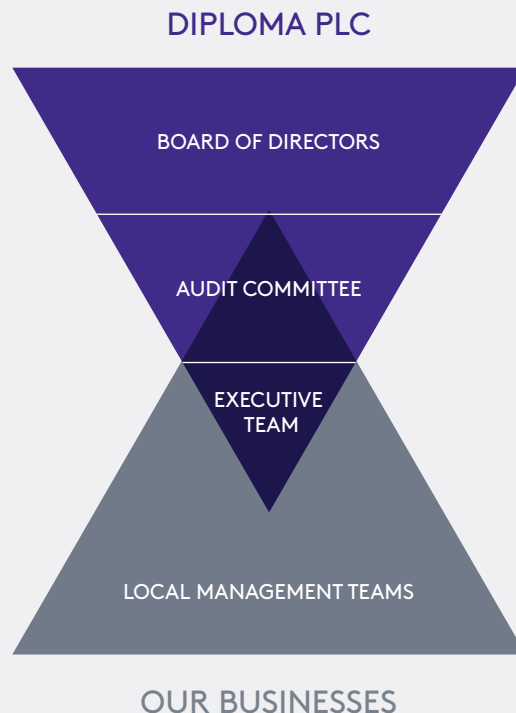 DIPLOMA PLC
BOARD OF DIRECTORS
AUDIT COMMITTEE
EXECUTIVE
TEAM
LOCAL MANAGEMENT TEAMS
OUR BUSINESSES